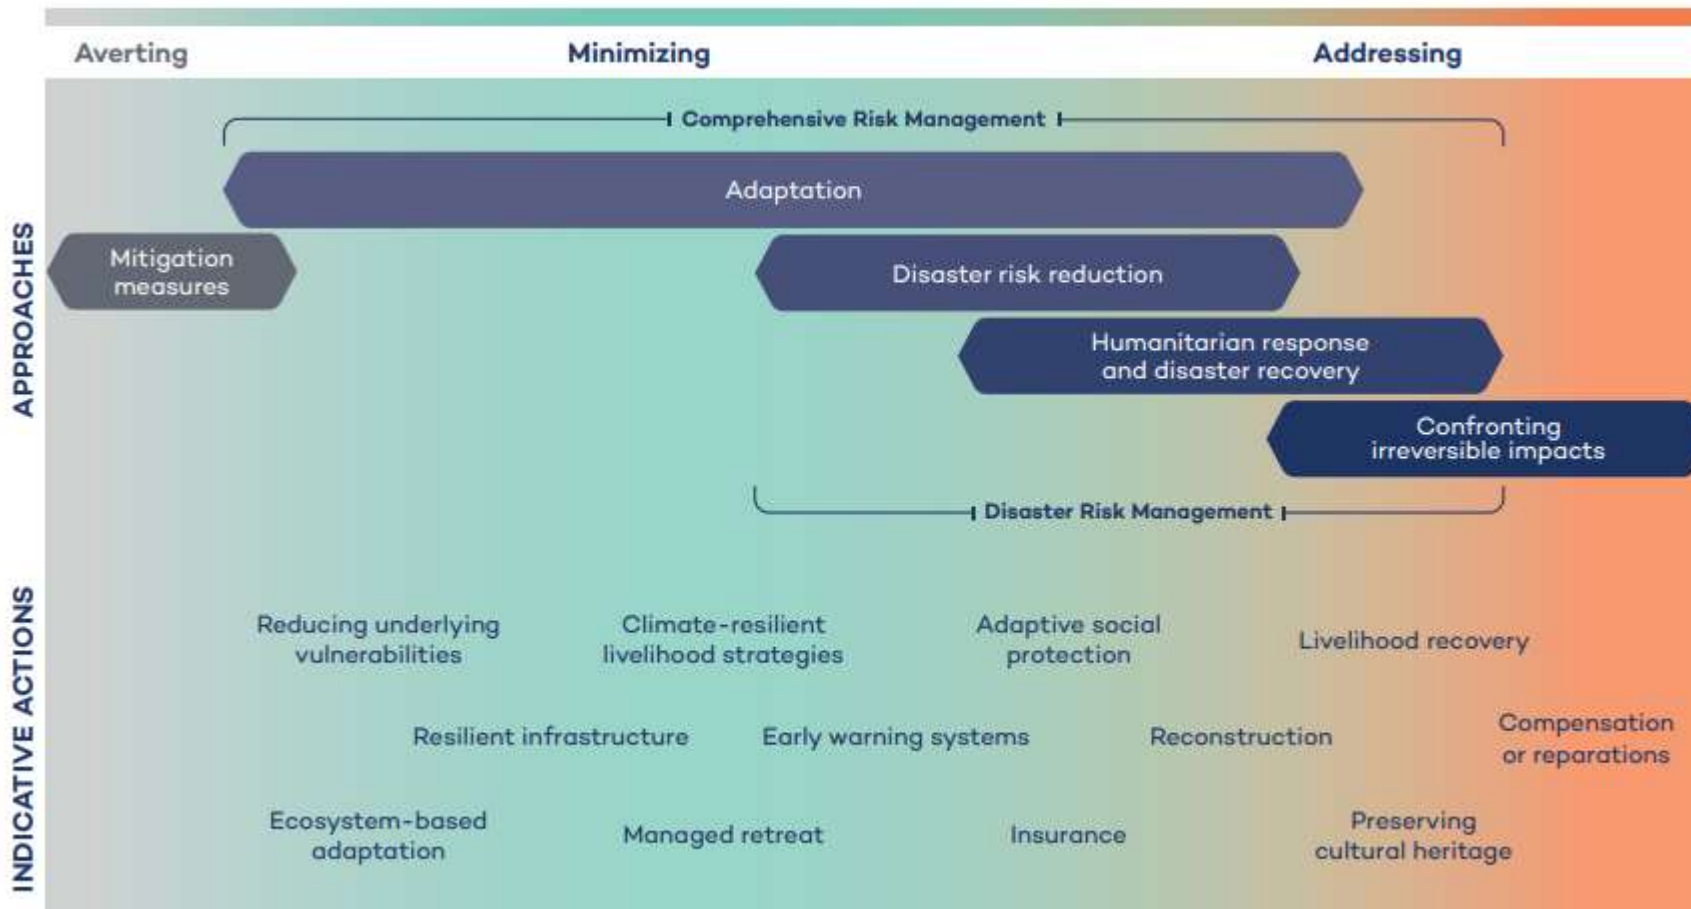 Averting
Minimizing
Addressing
Comprehensive Risk Management
Adaptation
APPROACHES
Mitigation
measures
Disaster risk reduction
Humanitarian response
and disaster recovery
Confronting
irreversible impacts
Disaster Risk Management
INDICATIVE ACTIONS
Reducing underlying
vulnerabilities
Climate-resilient
livelihood strategies
Adaptive social
protection
Livelihood recovery
Resilient infrastructure
Early warning systems
Reconstruction
Compensation
or reparations
Ecosystem-based
adaptation
Managed retreat
Insurance
Preserving
cultural heritage